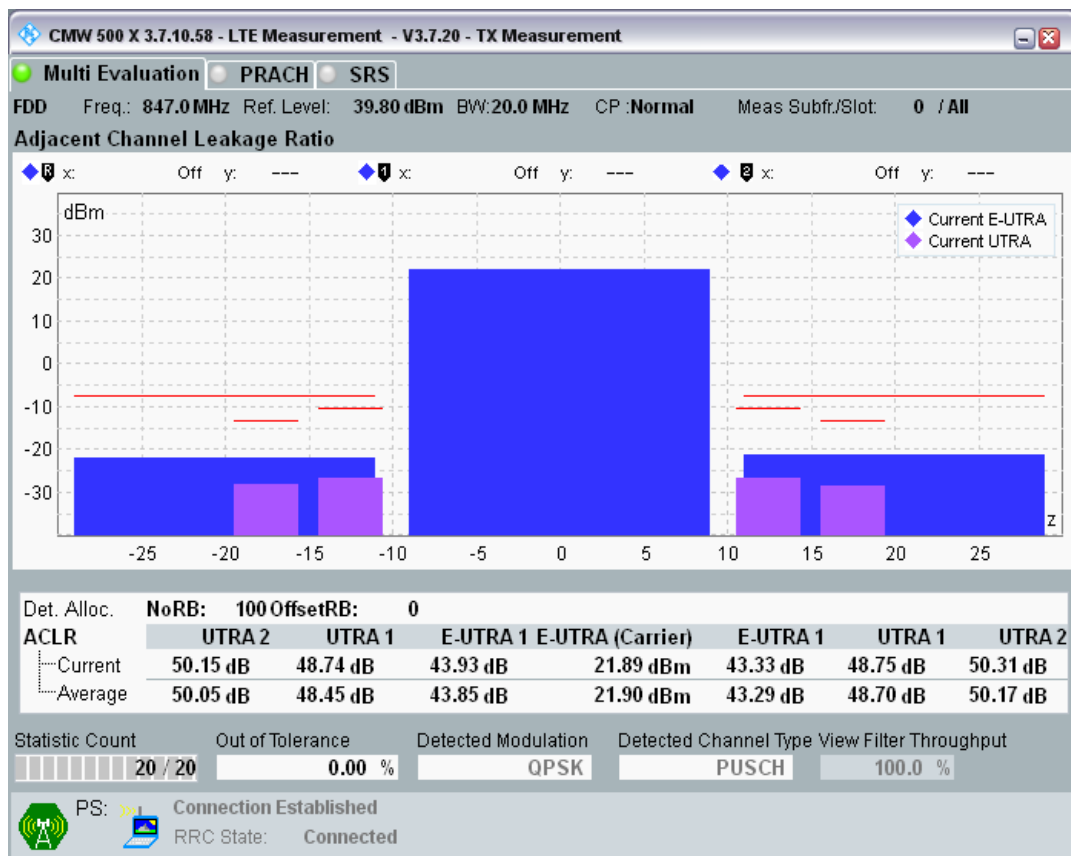 CMW 500 X 3.7.10.58 - LTE Measurement - V3.7.20 - TX Measurement
Multi Evaluation PRACH SRS
FDD Freq.: 847.0 MHz Ref. Level: 39.80 dBm BW:20.0 MHz CP :Normal Meas Subfr./Slot: 0 / All
Adjacent Channel Leakage Ratio
R x: Off y: --- 1 x: Off y: --- 2 x: Off y: ---
dBm
Current E-UTRA
Current UTRA
30
20
10
0
-10
-20
-30
z
-25 -20 -15 -10 -5 0 5 10 15 20 25
Det. Alloc. NoRB: 100 OffsetRB: 0
ACLR UTRA 2 UTRA 1 E-UTRA 1 E-UTRA (Carrier) E-UTRA 1 UTRA 1 UTRA 2
Current 50.15 dB 48.74 dB 43.93 dB 21.89 dBm 43.33 dB 48.75 dB 50.31 dB
Average 50.05 dB 48.45 dB 43.85 dB 21.90 dBm 43.29 dB 48.70 dB 50.17 dB
Statistic Count Out of Tolerance Detected Modulation Detected Channel Type View Filter Throughput
20 / 20 0.00 % QPSK PUSCH 100.0 %
PS: Connection Established
RRC State: Connected